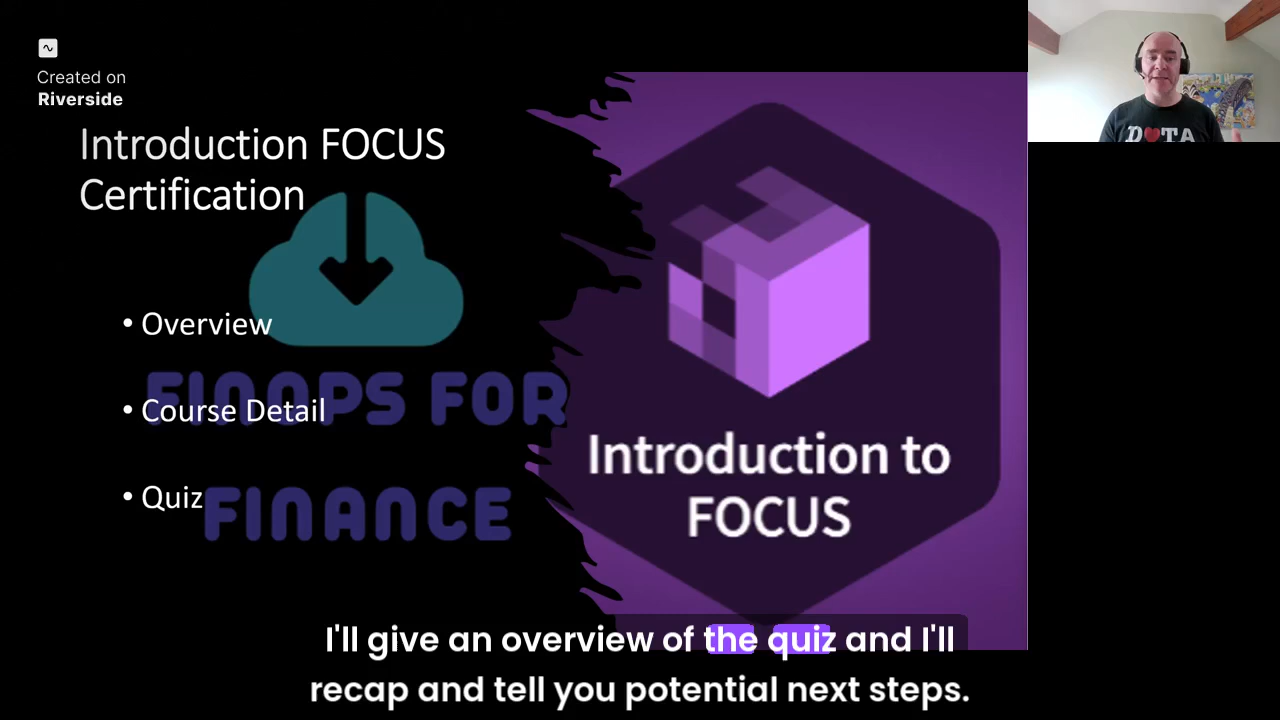 Created on
Riverside
Introduction FOCUS
Certification
• Overview
• Course Detail
• Quiz
FINOPS FOR
FINANCE
Introduction to
FOCUS
D♥TA
I'll give an overview of the quiz and I'll
recap and tell you potential next steps.